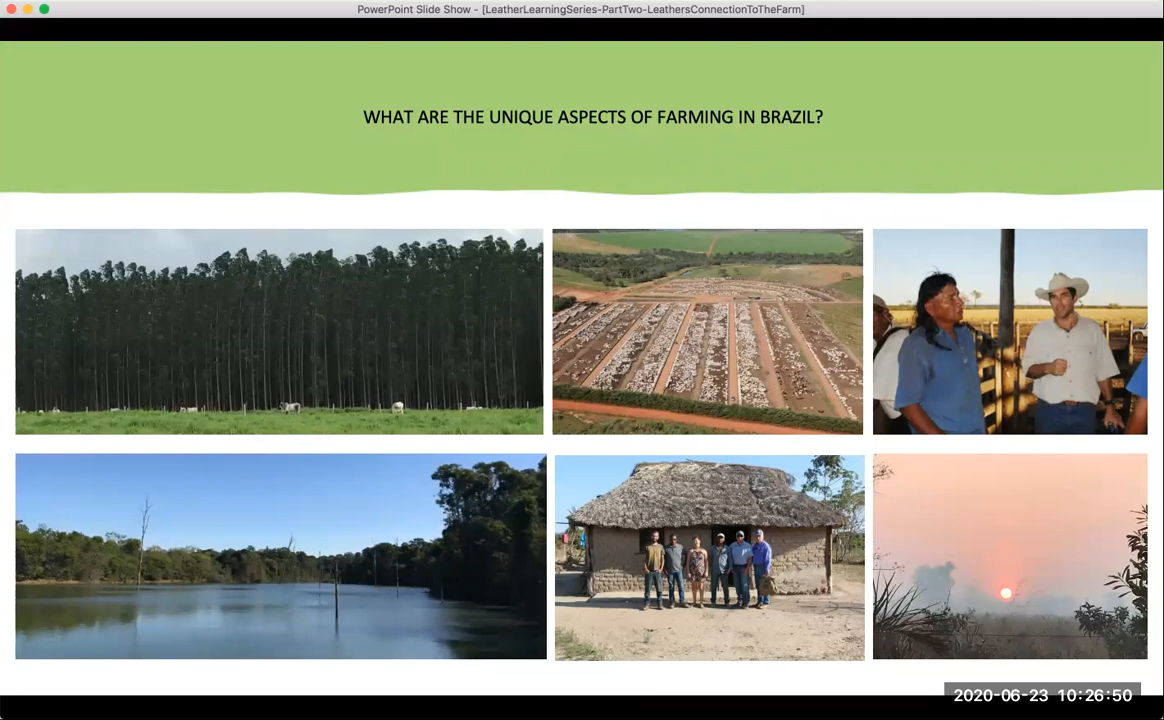 PowerPoint Slide Show - [LeatherLearningSeries-PartTwo-LeathersConnectionToTheFarm]
WHAT ARE THE UNIQUE ASPECTS OF FARMING IN BRAZIL?
2020-06-23 10:26:50